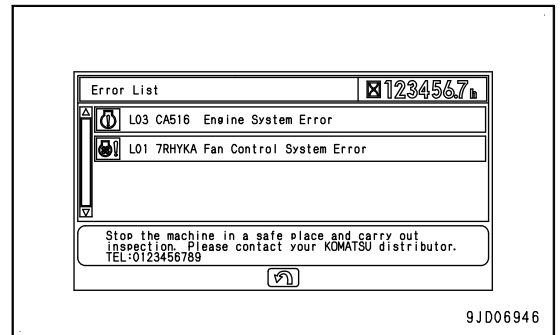 Error List
123456.7h
L03 CA516 Engine System Error
L01 7RHYKA Fan Control System Error
Stop the machine in a safe place and carry out
inspection. Please contact your KOMATSU distributor.
TEL:0123456789
9JD06946